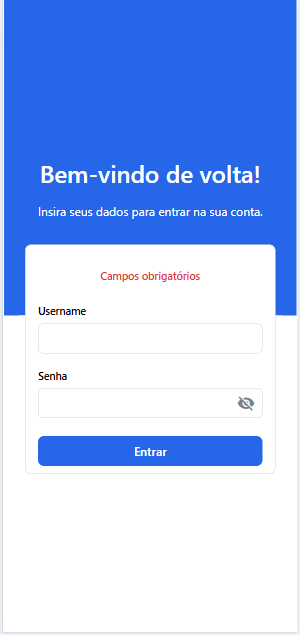 Bem-vindo de volta!
Insira seus dados para entrar na sua conta.
Campos obrigatórios
Username
Senha
Entrar